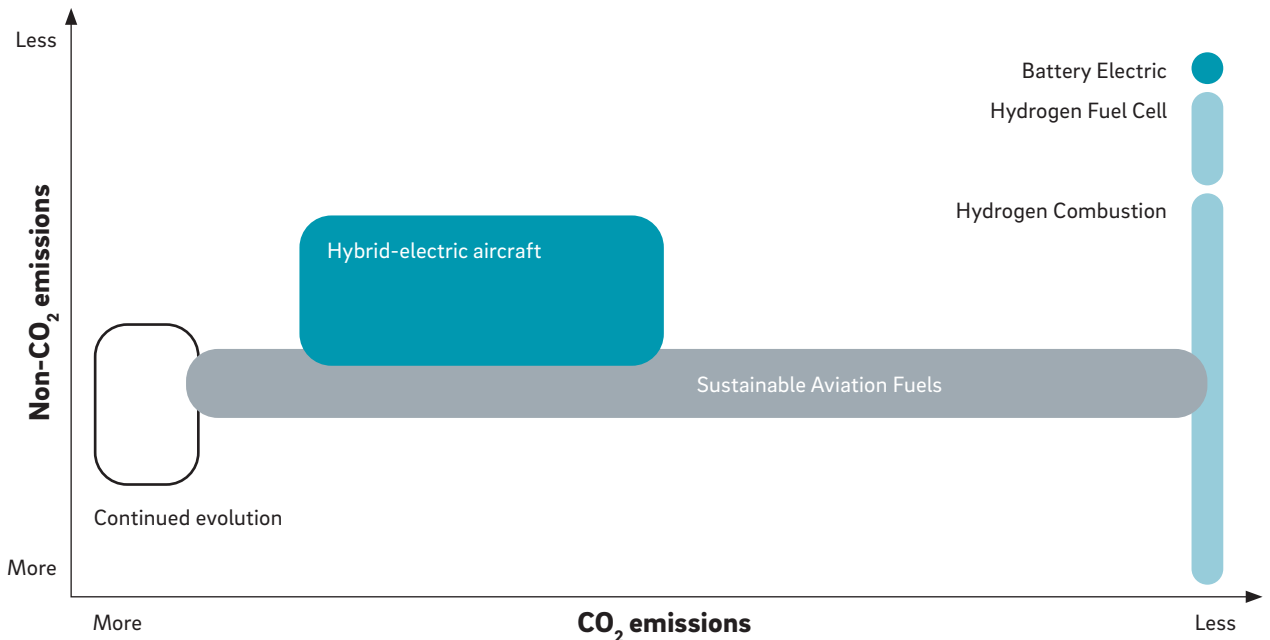 Less
Battery Electric
Hydrogen Fuel Cell
Hydrogen Combustion
Hybrid-electric aircraft
Non-CO₂ emissions
Sustainable Aviation Fuels
Continued evolution
More
More
CO₂ emissions
Less